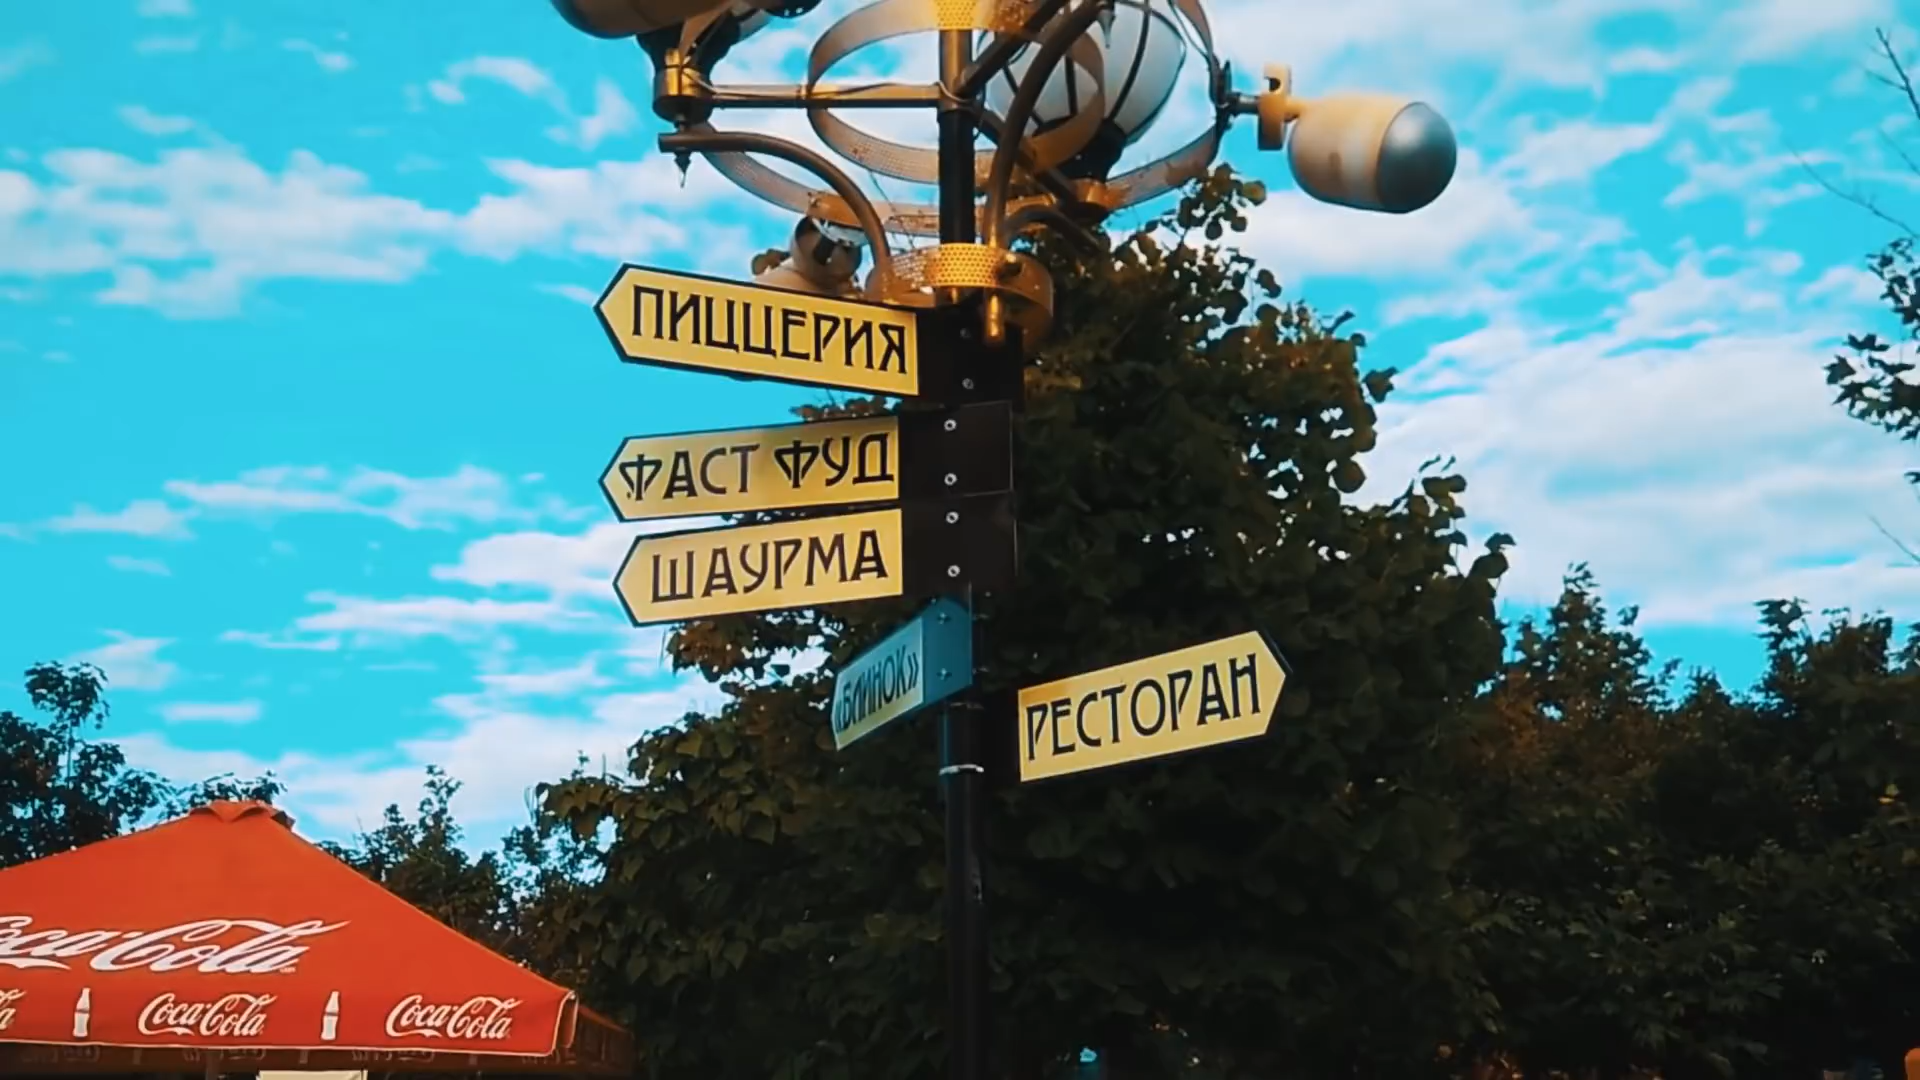 ПИЦЦЕРИЯ
ФАСТ ФУД
ШАУРМА
«БЛИНОК»
РЕСТОРАН
Coca-Cola
Coca-Cola
Coca-Cola